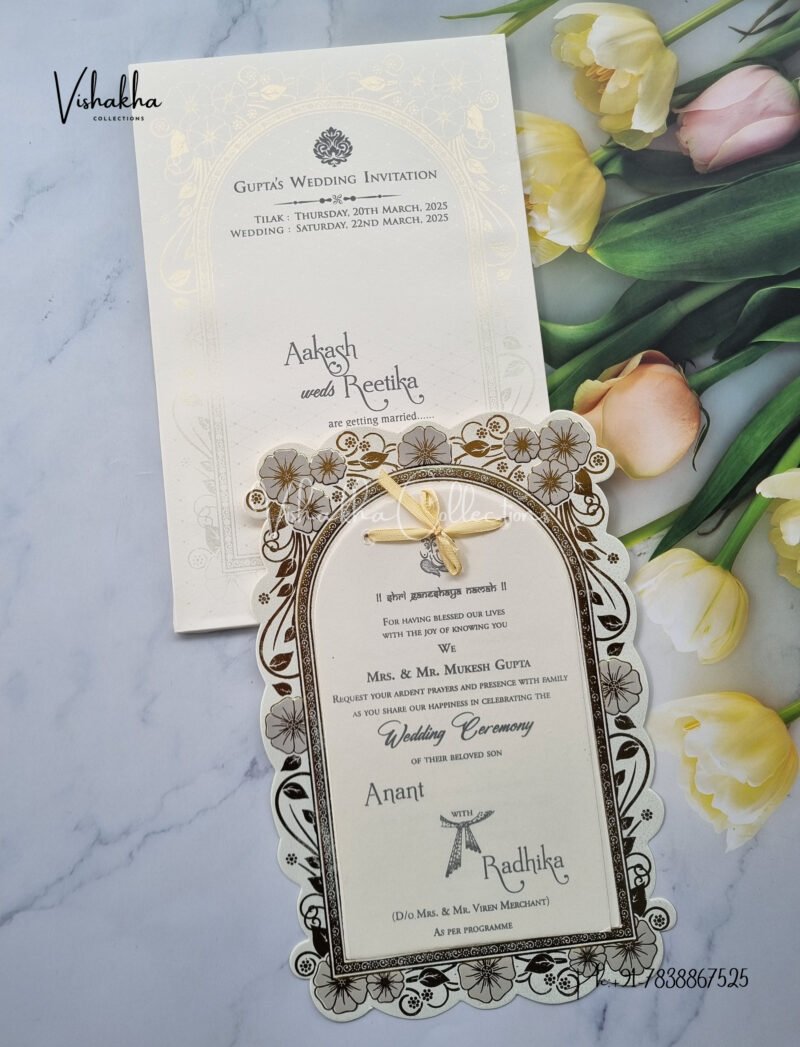 Vishakha
COLLECTIONS
GUPTA'S WEDDING INVITATION
TILAK : THURSDAY, 20TH MARCH, 2025
WEDDING : SATURDAY, 22ND MARCH, 2025
Aakash
weds Reetika
are getting married......
Vishakha Collections
!! Shri Ganeshaya Namah !!
FOR HAVING BLESSED OUR LIVES
WITH THE JOY OF KNOWING YOU
WE
MRS. & MR. MUKESH GUPTA
REQUEST YOUR ARDENT PRAYERS AND PRESENCE WITH FAMILY
AS YOU SHARE OUR HAPPINESS IN CELEBRATING THE
Wedding Ceremony
OF THEIR BELOVED SON
Anant
WITH
Radhika
(D/O MRS. & MR. VIREN MERCHANT)
AS PER PROGRAMME
Ph:+91-7838867525